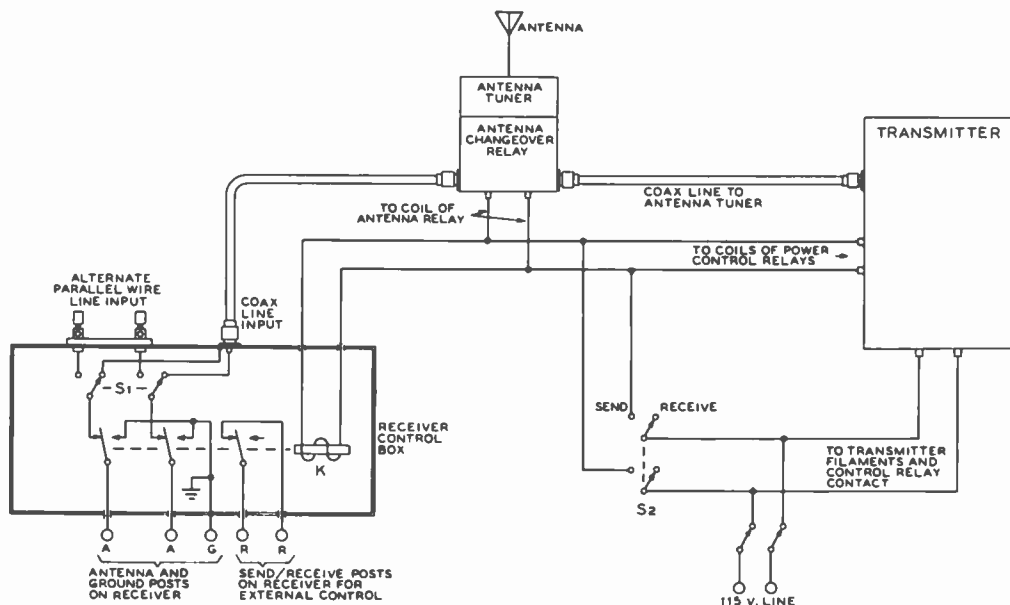 ANTENNA
ANTENNA
TUNER
ANTENNA
CHANGEOVER
RELAY
TRANSMITTER
COAX LINE TO
ANTENNA TUNER
TO COIL OF
ANTENNA RELAY
TO COILS OF POWER
CONTROL RELAYS
ALTERNATE
PARALLEL WIRE
LINE INPUT
COAX
LINE
INPUT
S1
SEND
RECEIVE
RECEIVER
CONTROL
BOX
K
TO TRANSMITTER
FILAMENTS AND
CONTROL RELAY
CONTACT
S2
A A G R R
ANTENNA AND
GROUND POSTS
ON RECEIVER
SEND/RECEIVE POSTS
ON RECEIVER FOR
EXTERNAL CONTROL
115 V. LINE